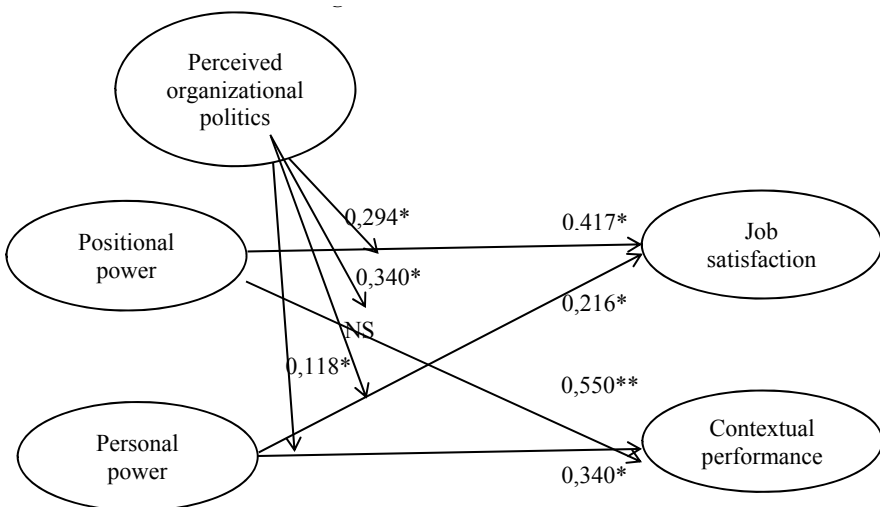 Perceived
organizational
politics
0,294*
0.417*
Positional
power
Job
satisfaction
0,340*
0,216*
NS
0,118*
0,550**
Personal
power
Contextual
performance
0,340*